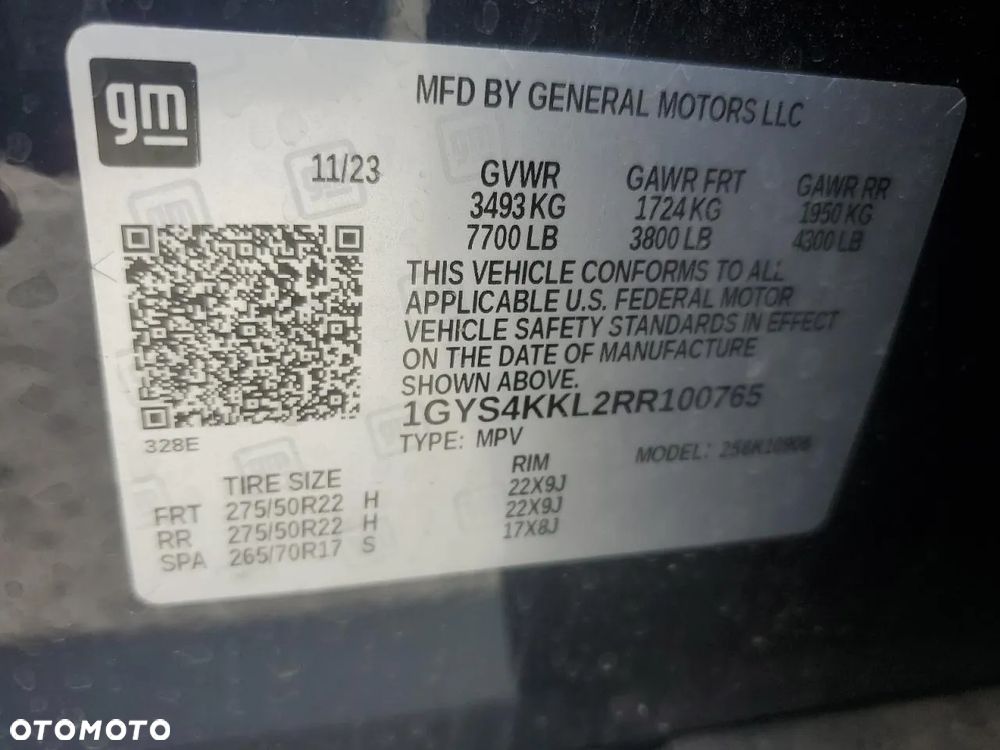 gm
MFD BY GENERAL MOTORS LLC
11/23 GVWR GAWR FRT GAWR RR
3493 KG 1724 KG 1950 KG
7700 LB 3800 LB 4300 LB
THIS VEHICLE CONFORMS TO ALL
APPLICABLE U.S. FEDERAL MOTOR
VEHICLE SAFETY STANDARDS IN EFFECT
ON THE DATE OF MANUFACTURE
SHOWN ABOVE.
1GYS4KKL2RR100765
328E TYPE: MPV MODEL:
TIRE SIZE RIM
FRT 275/50R22 H 22X9J
RR 275/50R22 H 22X9J
SPA 265/70R17 S 17X8J
OTOMOTO